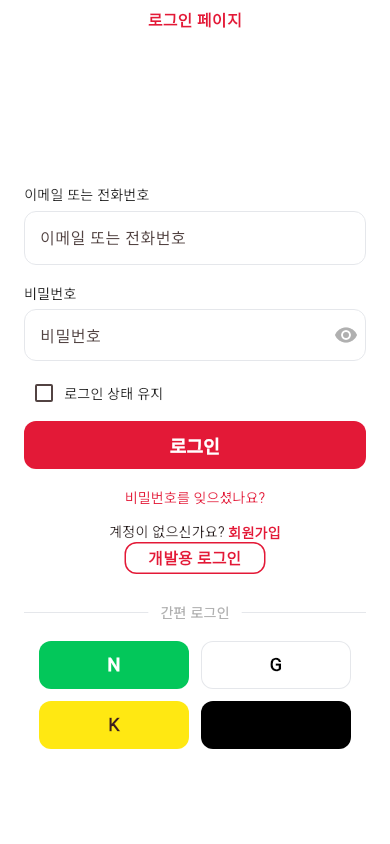 로그인 페이지
이메일 또는 전화번호
이메일 또는 전화번호
비밀번호
비밀번호
로그인 상태 유지
로그인
비밀번호를 잊으셨나요?
계정이 없으신가요? 회원가입
개발용 로그인
간편 로그인
N G
K